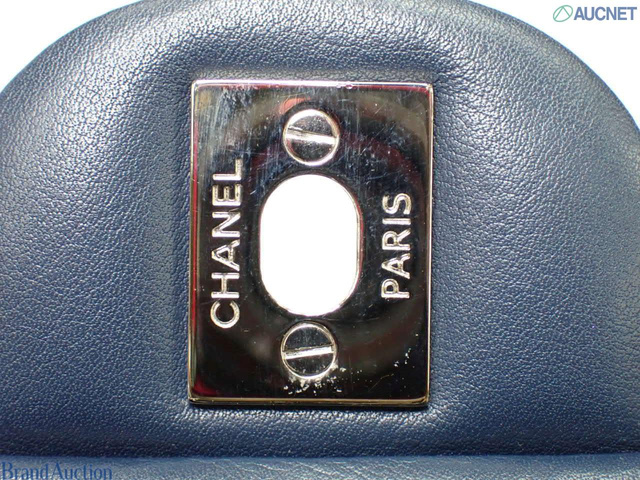 AUCNET
CHANEL
PARIS
Brand Auction